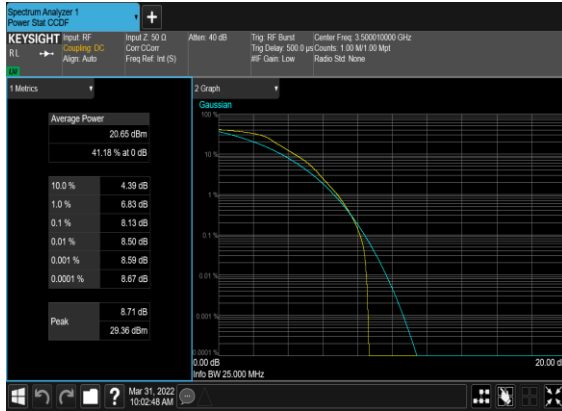 Spectrum Analyzer 1
Power Stat CCDF
KEYSIGHT
RL
LV
Input: RF
Coupling: DC
Align: Auto
Input Z: 50 Ω
Corr CCorr
Freq Ref: Int (S)
Atten: 40 dB
Trig: RF Burst
Trig Delay: 500.0 µs
#IF Gain: Low
Center Freq: 3.500010000 GHz
Counts: 1.00 M/1.00 Mpt
Radio Std: None
1 Metrics
Average Power
20.65 dBm
41.18 % at 0 dB
10.0 % 4.39 dB
1.0 % 6.83 dB
0.1 % 8.13 dB
0.01 % 8.50 dB
0.001 % 8.59 dB
0.0001 % 8.67 dB
Peak
8.71 dB
29.36 dBm
2 Graph
Gaussian
100 %
10 %
1 %
0.1 %
0.01 %
0.001 %
0.0001 %
0.00 dB
20.00 d
Info BW 25.000 MHz
?
Mar 31, 2022
10:02:48 AM